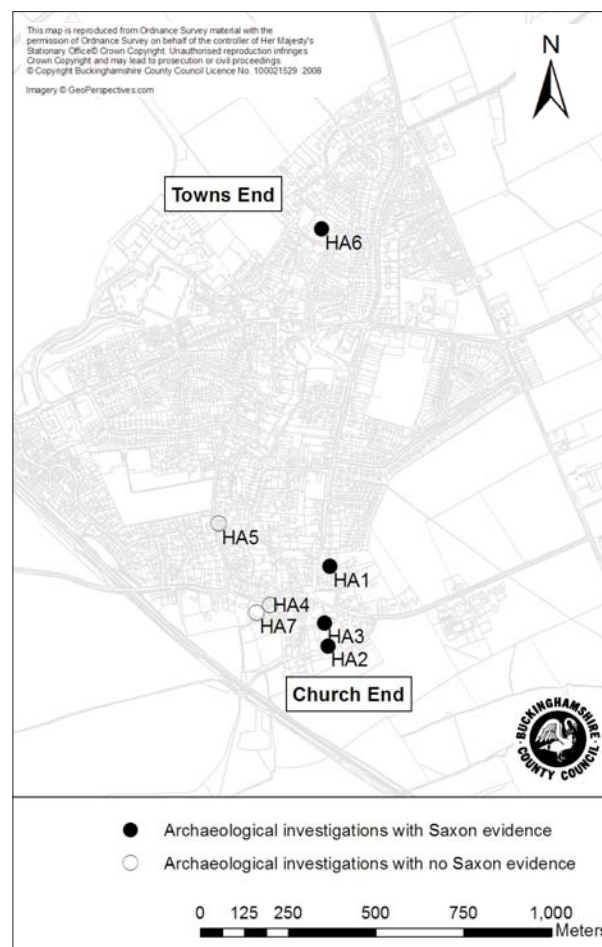 This map is reproduced from Ordnance Survey material with the
permission of Ordnance Survey on behalf of the controller of Her Majesty's
Stationary Office© Crown Copyright. Unauthorised reproduction infringes
Crown Copyright and may lead to prosecution or civil proceedings.
© Copyright Buckinghamshire County Council Licence No. 100021529 2008
Imagery © GeoPerspectives.com
N
Towns End
HA6
HA5
HA1
HA4
HA7
HA3
HA2
Church End
BUCKINGHAMSHIRE
COUNTY COUNCIL
Archaeological investigations with Saxon evidence
Archaeological investigations with no Saxon evidence
0 125 250 500 750 1,000
Meters